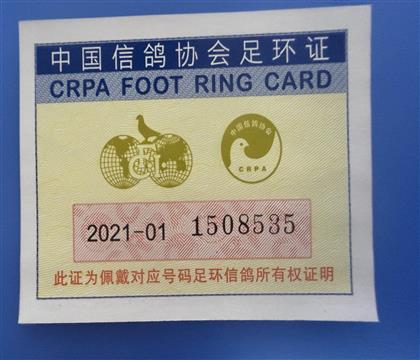 中国信鸽协会足环证
CRPA FOOT RING CARD
中国信鸽协会
CRPA
2021-01 1508535
此证为佩戴对应号码足环信鸽所有权证明